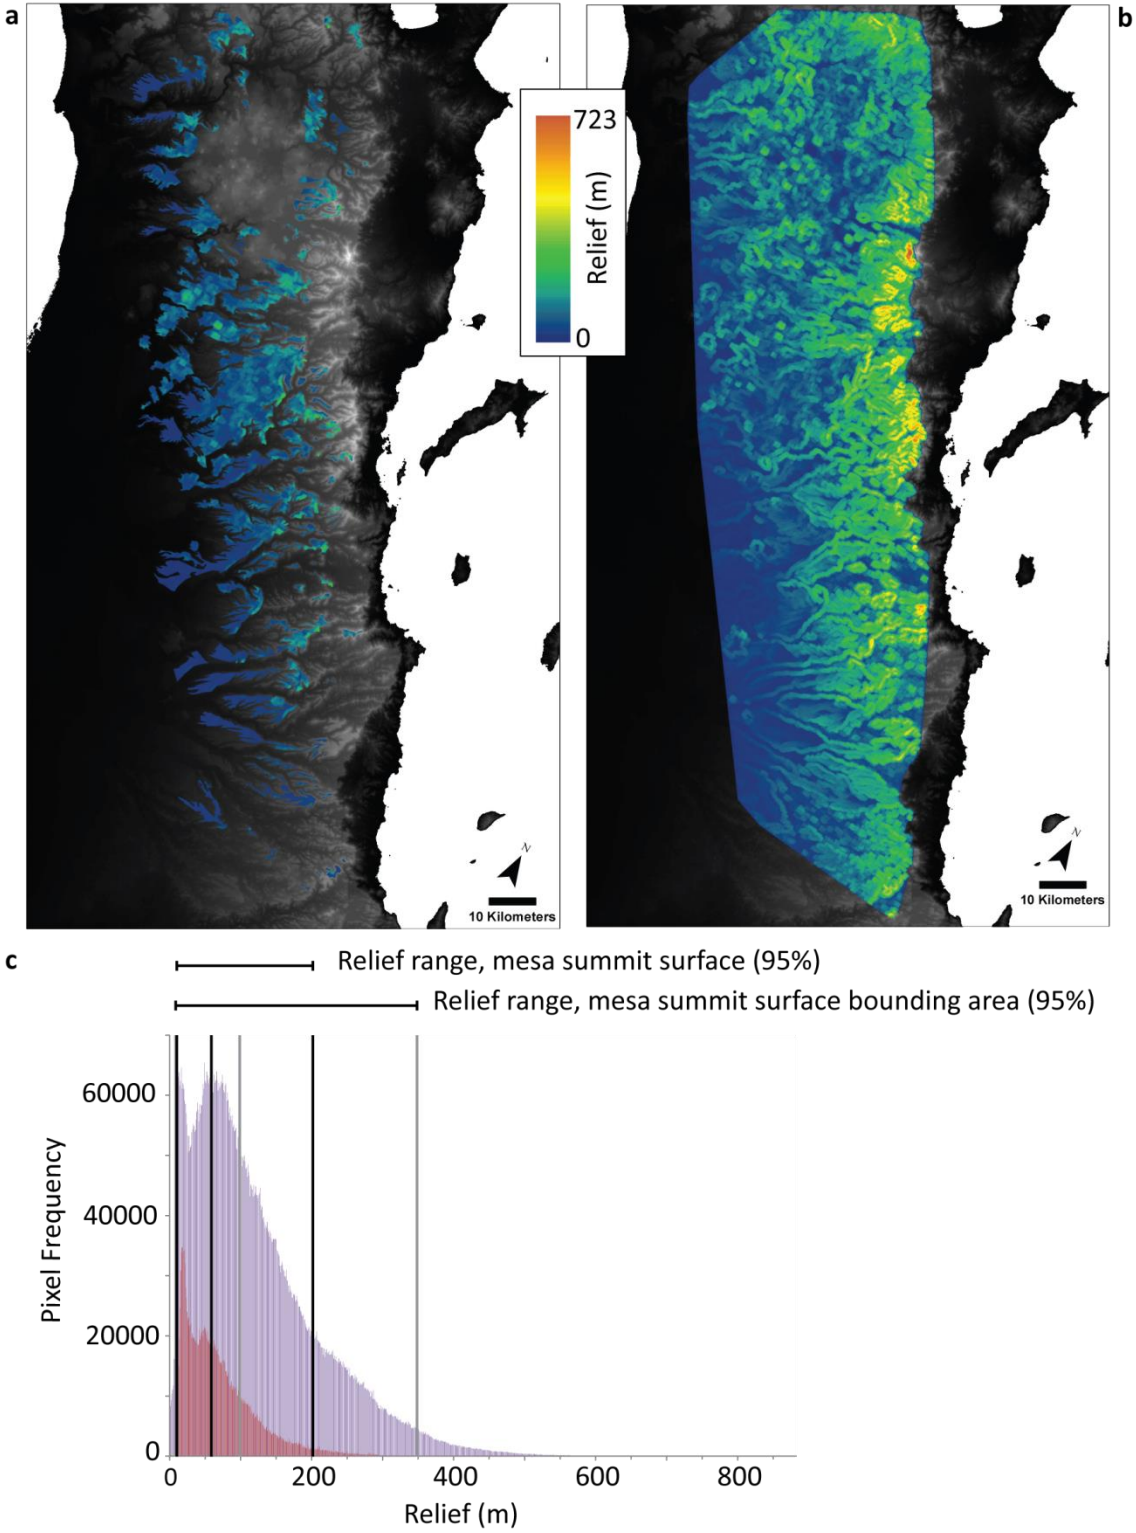 a
b
723
Relief (m)
0
N
10 Kilometers
N
10 Kilometers
c
Relief range, mesa summit surface (95%)
Relief range, mesa summit surface bounding area (95%)
60000
40000
20000
0
Pixel Frequency
0
200
400
600
800
Relief (m)